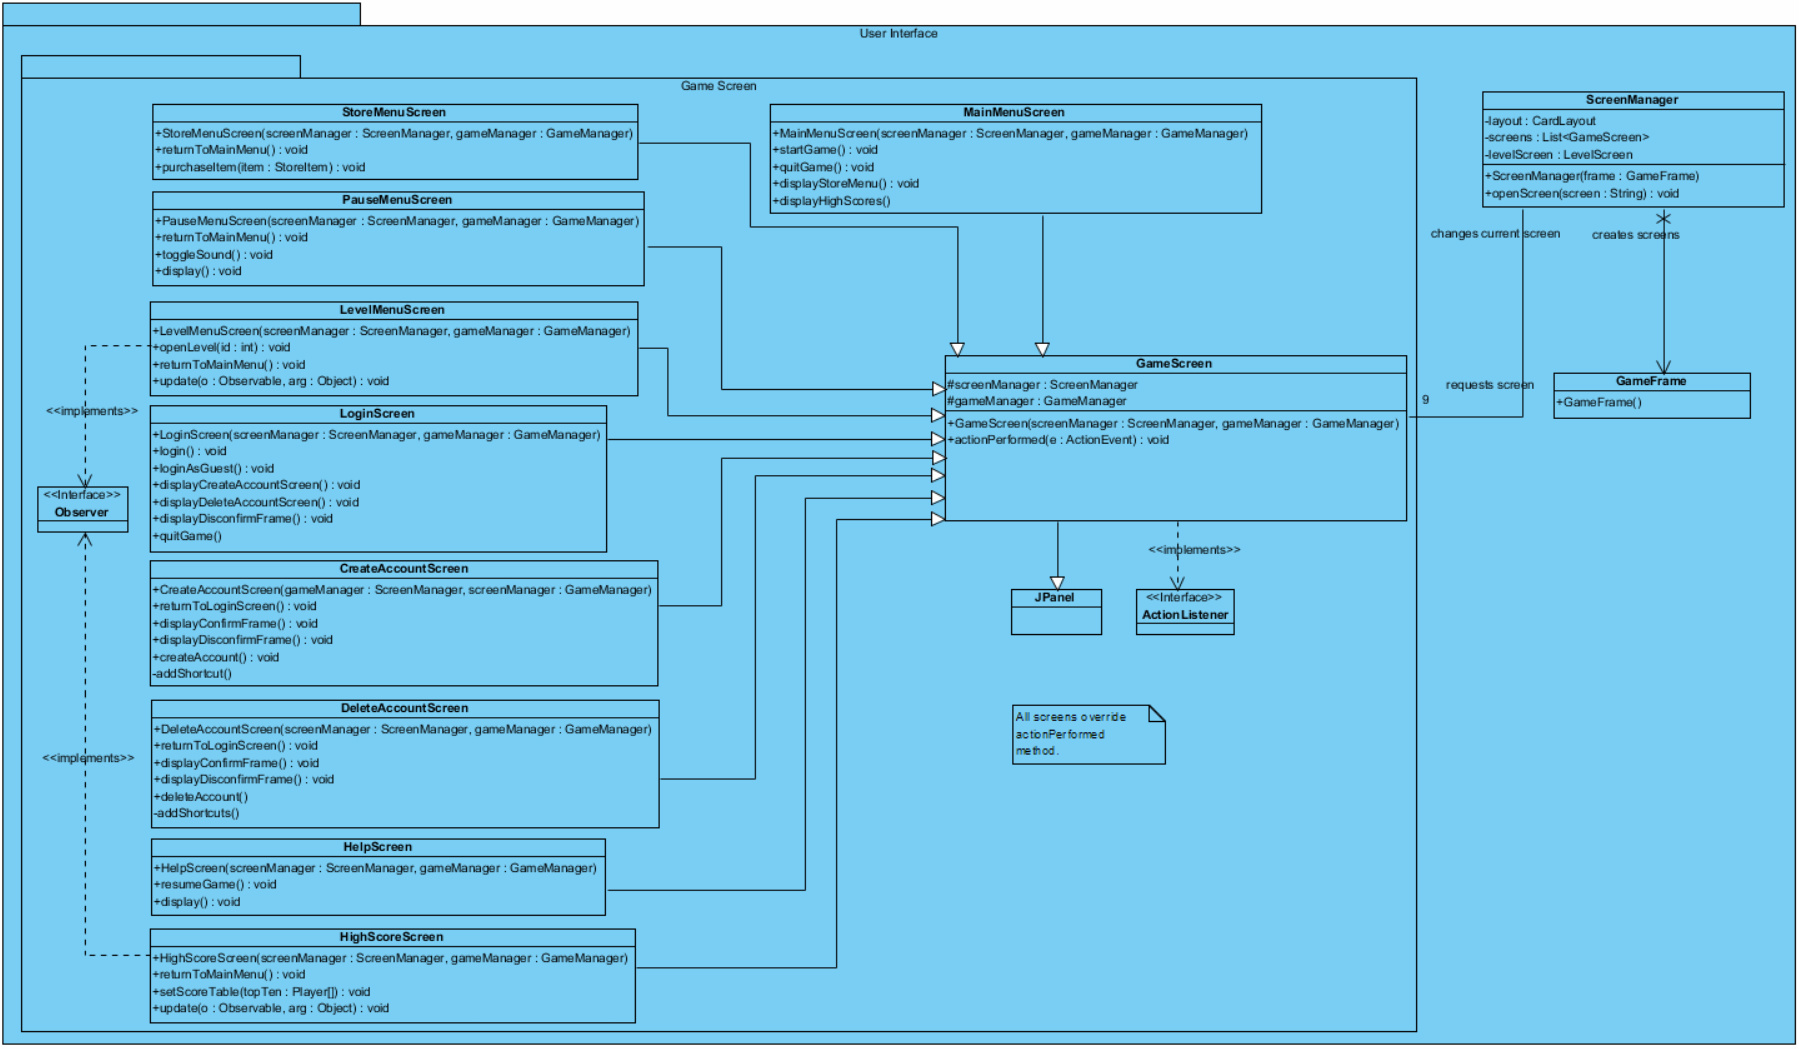 User Interface
Game Screen
StoreMenuScreen
+StoreMenuScreen(screenManager : ScreenManager, gameManager : GameManager)
+returnToMainMenu() : void
+purchaseItem(item : StoreItem) : void
MainMenuScreen
+MainMenuScreen(screenManager : ScreenManager, gameManager : GameManager)
+startGame() : void
+quitGame() : void
+displayStoreMenu() : void
+displayHighScores()
ScreenManager
-layout : CardLayout
-screens : List<GameScreen>
-levelScreen : LevelScreen
+ScreenManager(frame : GameFrame)
+openScreen(screen : String) : void
PauseMenuScreen
+PauseMenuScreen(screenManager : ScreenManager, gameManager : GameManager)
+returnToMainMenu() : void
+toggleSound() : void
+display() : void
changes current screen
creates screens
LevelMenuScreen
+LevelMenuScreen(screenManager : ScreenManager, gameManager : GameManager)
+openLevel(id : int) : void
+returnToMainMenu() : void
+update(o : Observable, arg : Object) : void
GameScreen
#screenManager : ScreenManager
#gameManager : GameManager
+GameScreen(screenManager : ScreenManager, gameManager : GameManager)
+actionPerformed(e : ActionEvent) : void
requests screen
9
GameFrame
+GameFrame()
<<implements>>
LoginScreen
+LoginScreen(screenManager : ScreenManager, gameManager : GameManager)
+login() : void
+loginAsGuest() : void
+displayCreateAccountScreen() : void
+displayDeleteAccountScreen() : void
+displayDisconfirmFrame() : void
+quitGame()
<<Interface>>
Observer
<<implements>>
JPanel
<<Interface>>
ActionListener
CreateAccountScreen
+CreateAccountScreen(gameManager : ScreenManager, screenManager : GameManager)
+returnToLoginScreen() : void
+displayConfirmFrame() : void
+displayDisconfirmFrame() : void
+createAccount() : void
-addShortcut()
All screens override
actionPerformed
method.
DeleteAccountScreen
+DeleteAccountScreen(screenManager : ScreenManager, gameManager : GameManager)
+returnToLoginScreen() : void
+displayConfirmFrame() : void
+displayDisconfirmFrame() : void
+deleteAccount()
-addShortcuts()
<<implements>>
HelpScreen
+HelpScreen(screenManager : ScreenManager, gameManager : GameManager)
+resumeGame() : void
+display() : void
HighScoreScreen
+HighScoreScreen(screenManager : ScreenManager, gameManager : GameManager)
+returnToMainMenu() : void
+setScoreTable(topTen : Player[]) : void
+update(o : Observable, arg : Object) : void